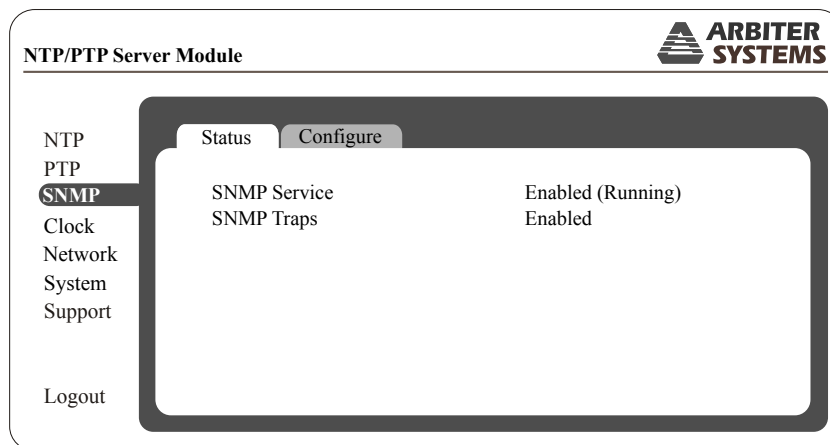 NTP/PTP Server Module
ARBITER
SYSTEMS
NTP
PTP
SNMP
Clock
Network
System
Support
Logout
Status
Configure
SNMP Service Enabled (Running)
SNMP Traps Enabled